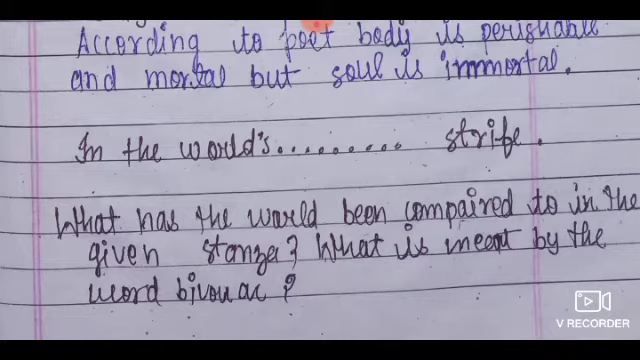 According to poet body is perishable
and mortal but soul is immortal.
In the world's.......... strife.
What has the world been compaired to in the
given stanza? What is meant by the
word bivouac?
V RECORDER